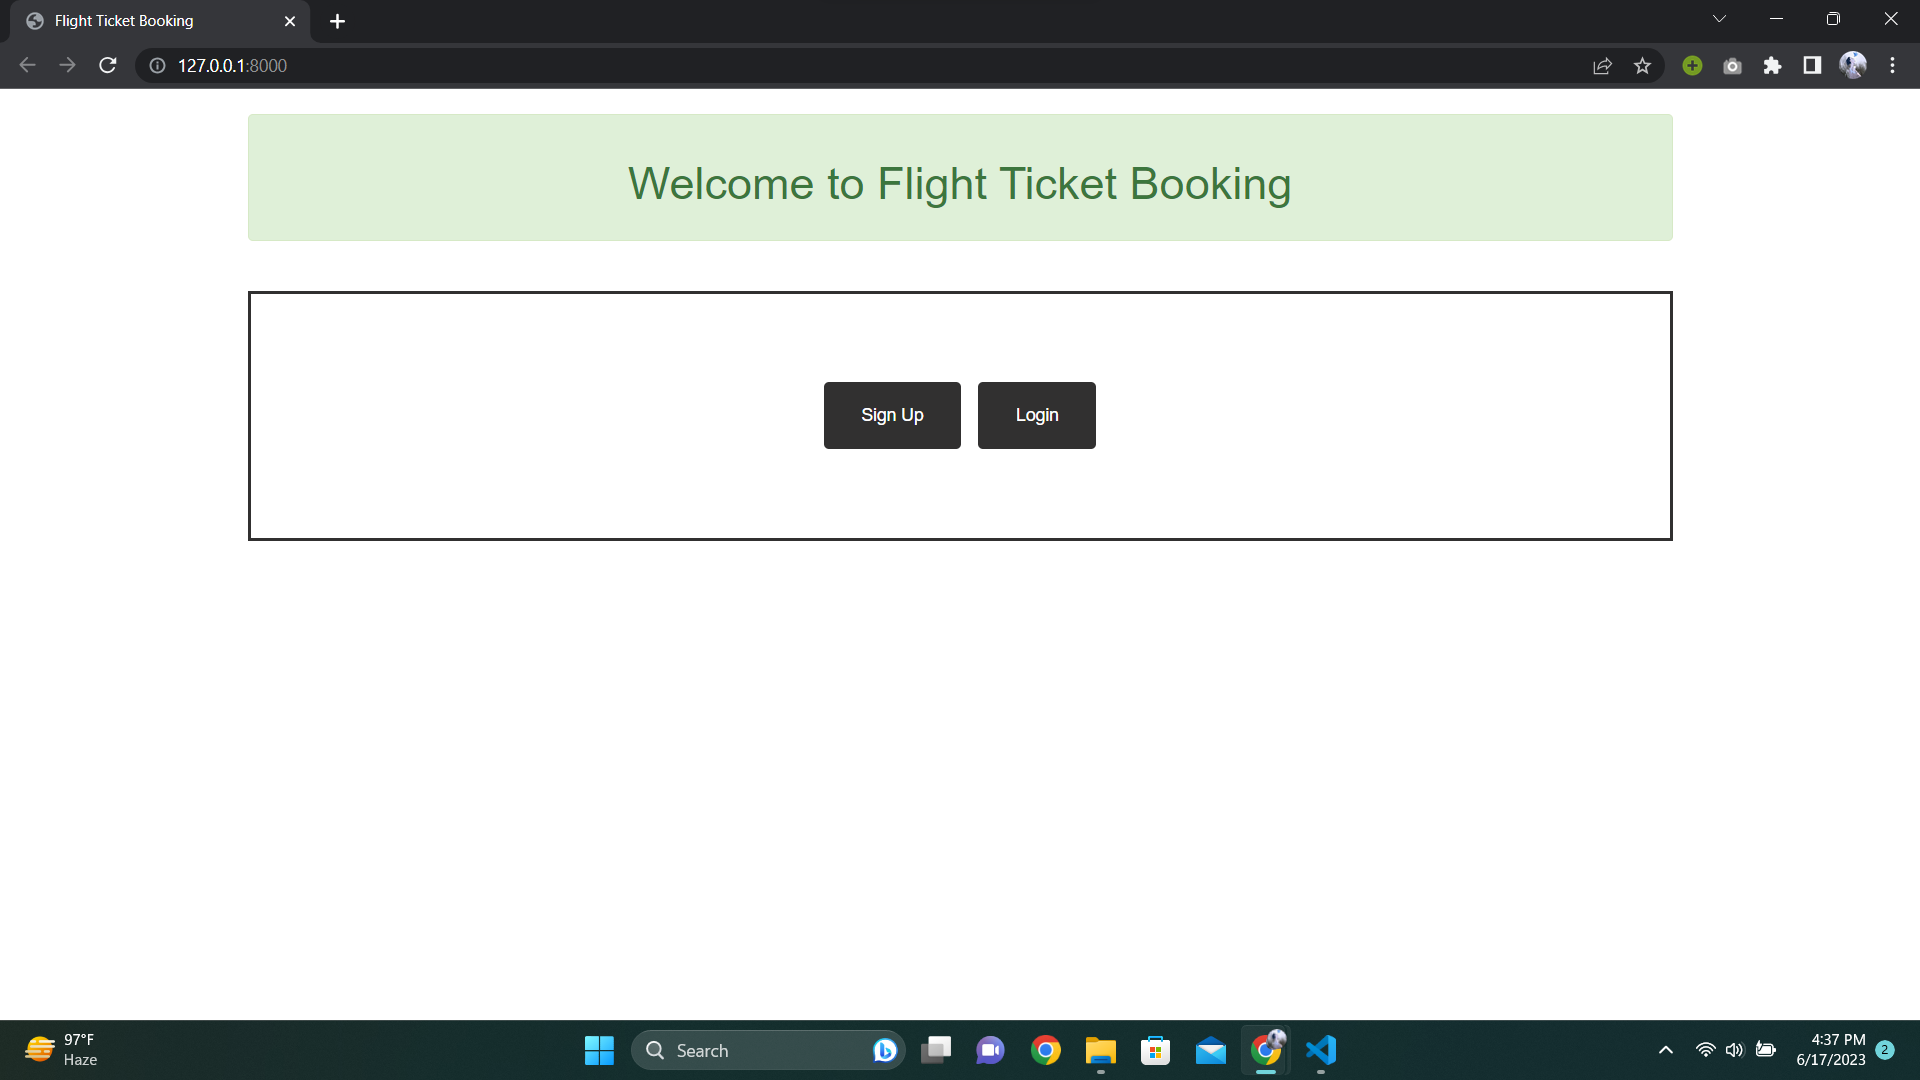 Flight Ticket Booking
127.0.0.1:8000
Welcome to Flight Ticket Booking
Sign Up
Login
97°F
Haze
Search
4:37 PM
6/17/2023
2